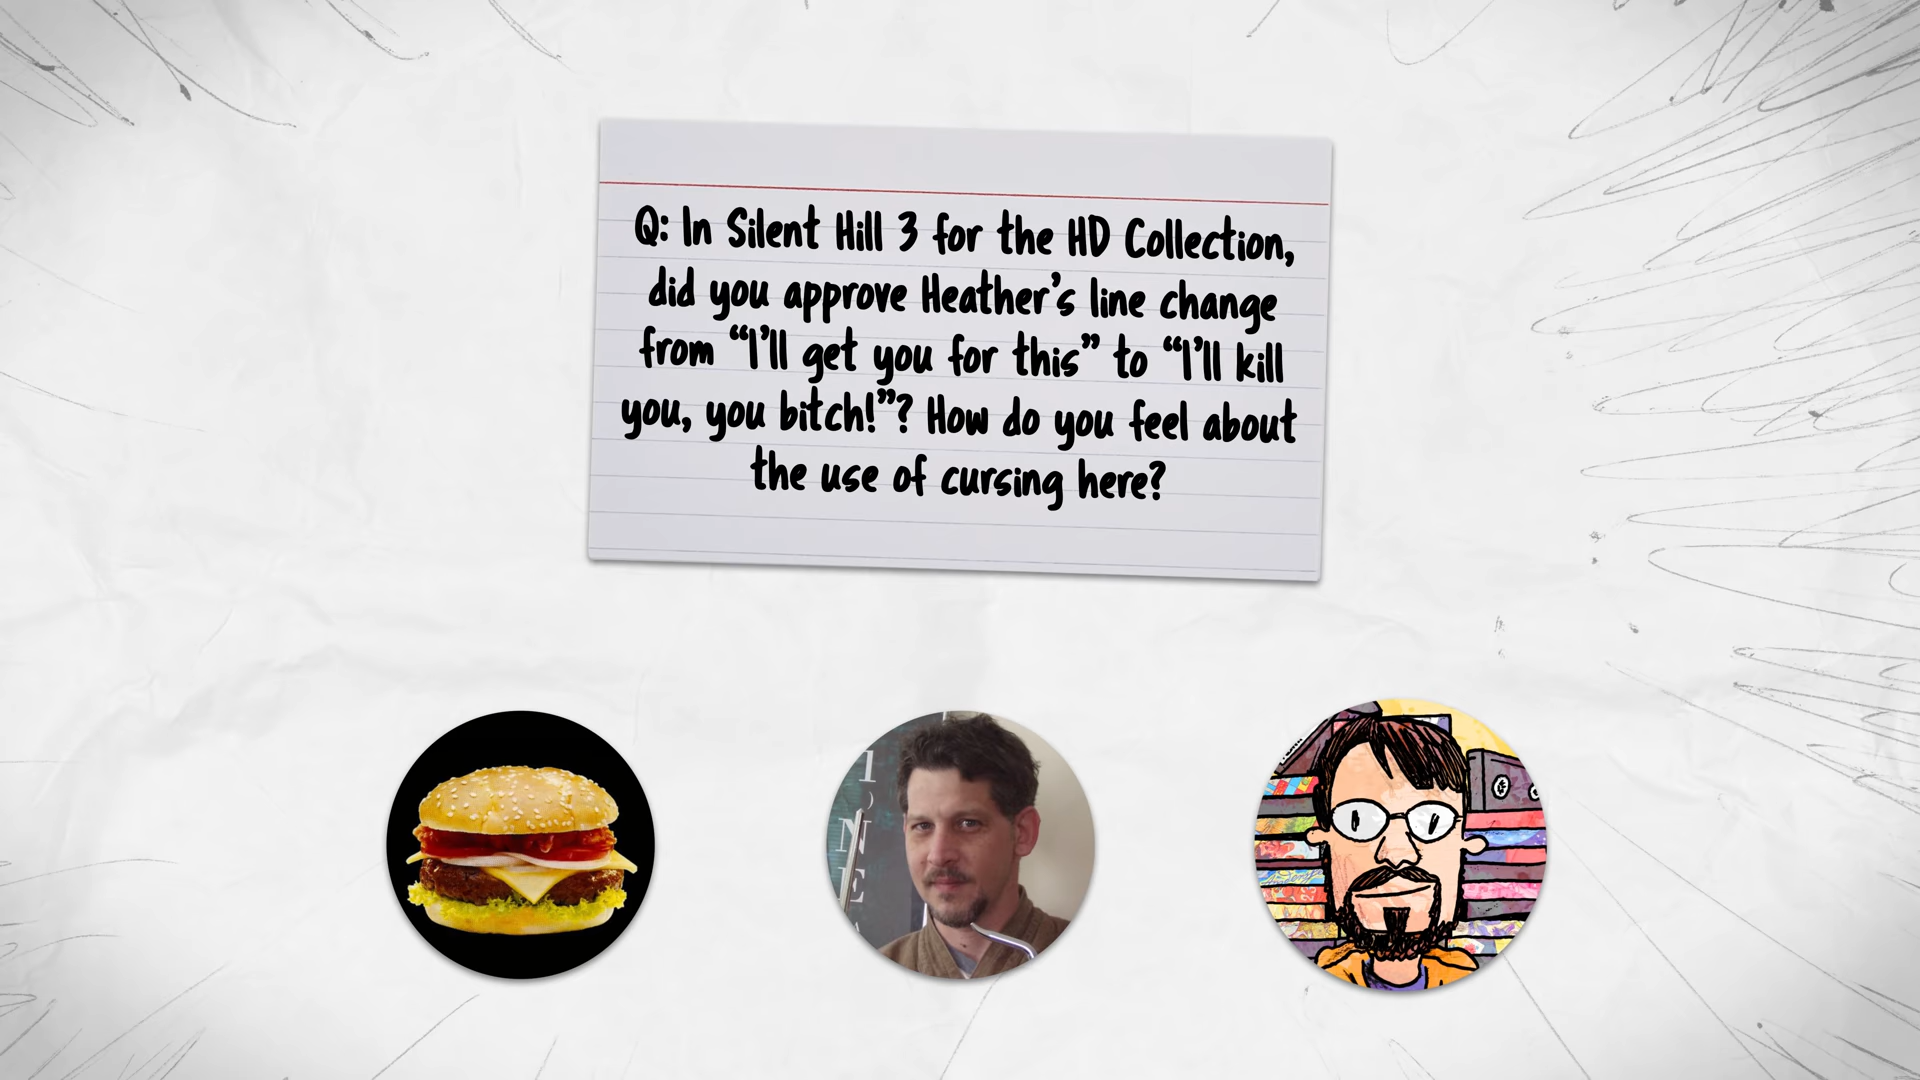 Q: In Silent Hill 3 for the HD Collection,
did you approve Heather's line change
from “I'll get you for this” to “I'll kill
you, you bitch!”? How do you feel about
the use of cursing here?